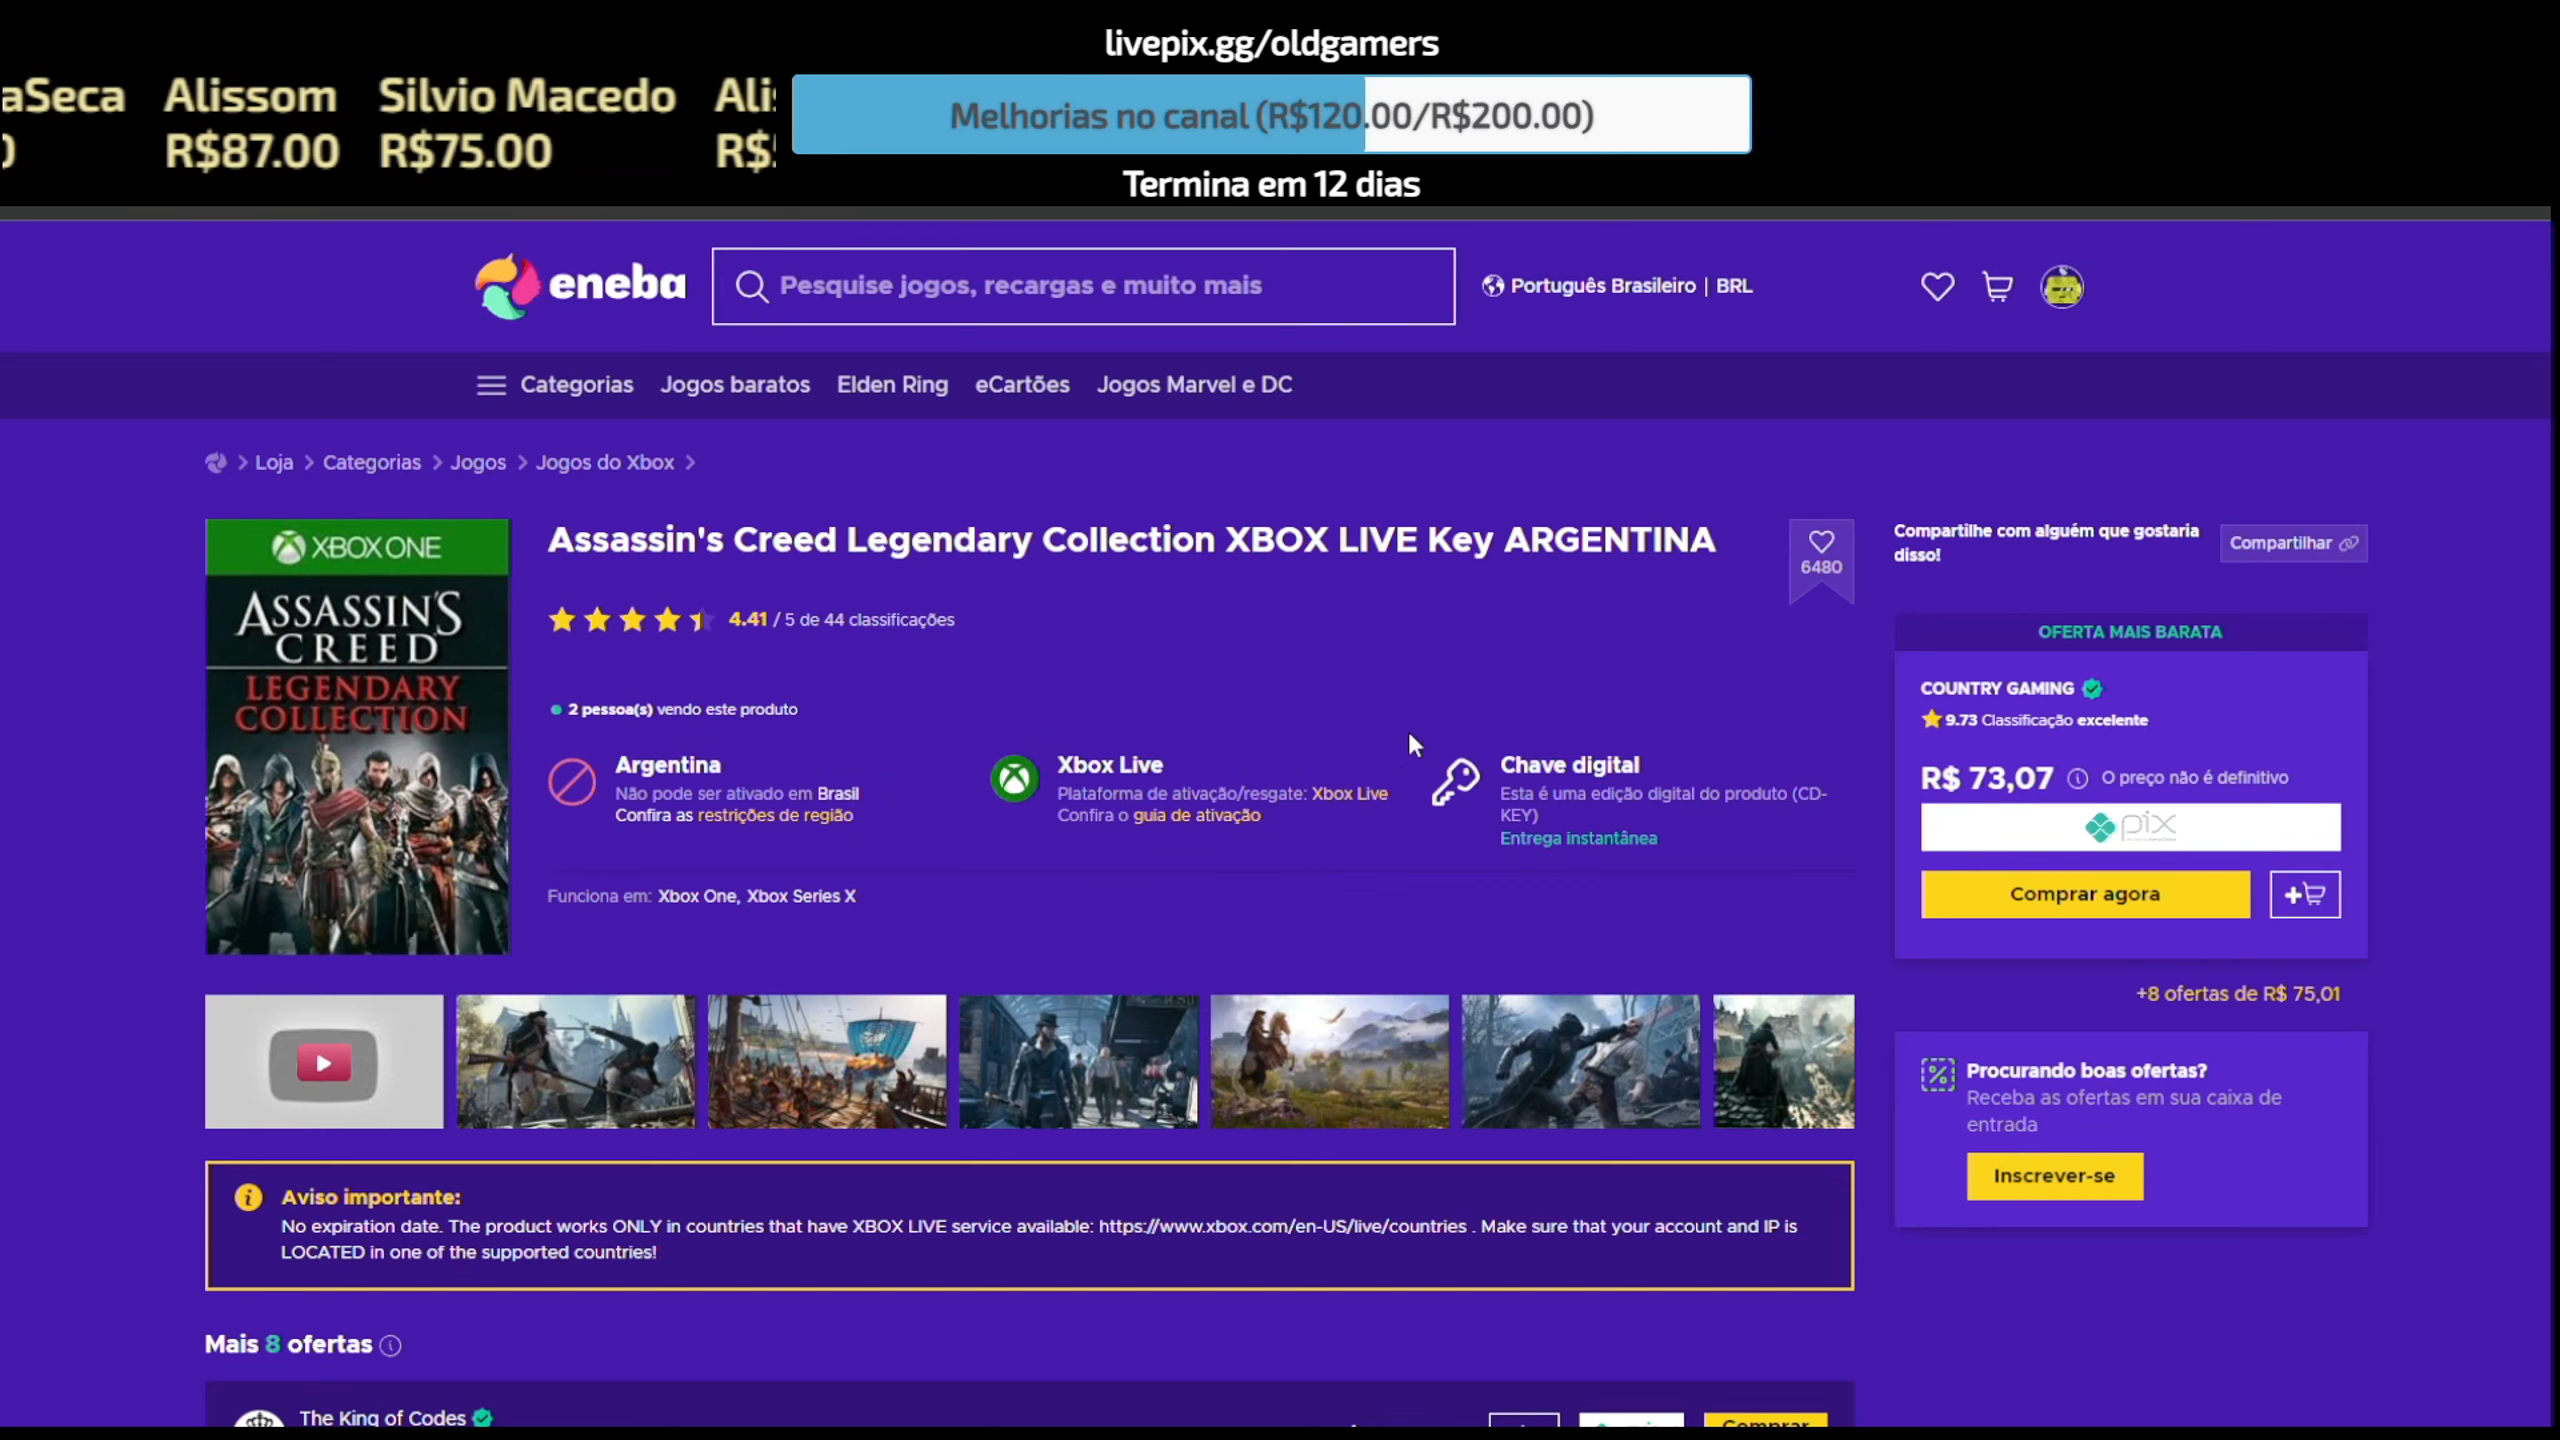 livepix.gg/oldgamers
aSeca Alissom Silvio Macedo Ali
R$87.00 R$75.00 R$
Melhorias no canal (R$120.00/R$200.00)
Termina em 12 dias
eneba
Pesquise jogos, recargas e muito mais
Português Brasileiro | BRL
Categorias Jogos baratos Elden Ring eCartões Jogos Marvel e DC
Loja Categorias Jogos Jogos do Xbox
XBOX ONE
ASSASSIN'S
CREED
LEGENDARY
COLLECTION
Assassin's Creed Legendary Collection XBOX LIVE Key ARGENTINA
6480
4.41 / 5 de 44 classificações
2 pessoa(s) vendo este produto
Argentina
Não pode ser ativado em Brasil
Confira as restrições de região
Xbox Live
Plataforma de ativação/resgate: Xbox Live
Confira o guia de ativação
Chave digital
Esta é uma edição digital do produto (CD-
KEY)
Entrega instantânea
Funciona em: Xbox One, Xbox Series X
Compartilhe com alguém que gostaria
disso!
Compartilhar
OFERTA MAIS BARATA
COUNTRY GAMING
9.73 Classificação excelente
R$ 73,07 O preço não é definitivo
pix
Comprar agora
+8 ofertas de R$ 75,01
Procurando boas ofertas?
Receba as ofertas em sua caixa de
entrada
Inscrever-se
Aviso importante:
No expiration date. The product works ONLY in countries that have XBOX LIVE service available: https://www.xbox.com/en-US/live/countries . Make sure that your account and IP is
LOCATED in one of the supported countries!
Mais 8 ofertas
The King of Codes
Comprar